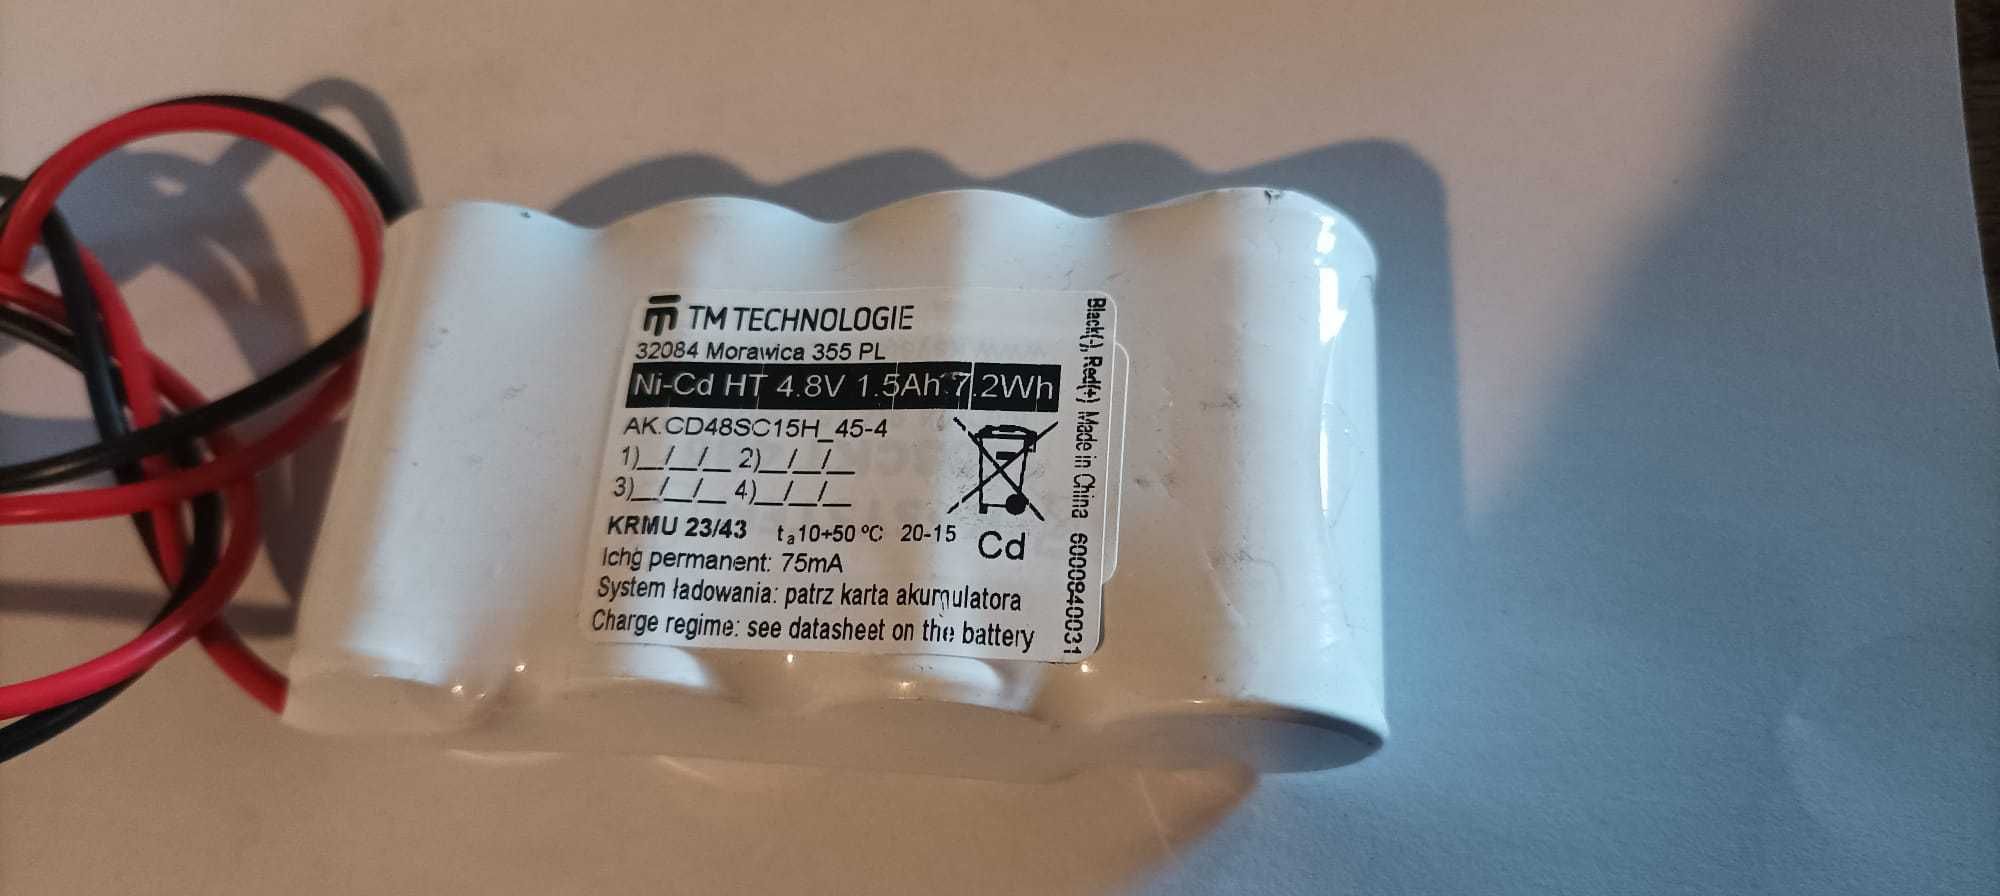 TM TECHNOLOGIE
32084 Morawica 355 PL
Ni-Cd HT 4.8V 1.5Ah 7.2Wh
AK.CD48SC15H_45-4
1)__/__/__ 2)__/__/__
3)__/__/__ 4)__/__/__
KRMU 23/43 ta10÷50 ºC 20-15
Cd
Ichg permanent: 75mA
System ładowania: patrz karta akumulatora
Charge regime: see datasheet on the battery
Black(-), Red(+) Made in China 6000840031